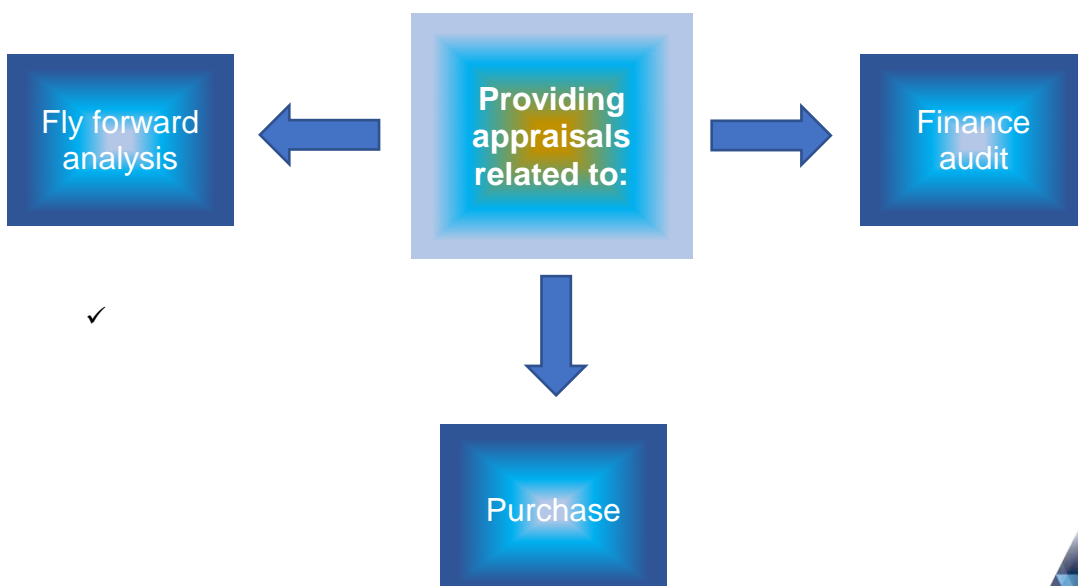 Providing
appraisals
related to:
Fly forward
analysis
Finance
audit
✓
Purchase